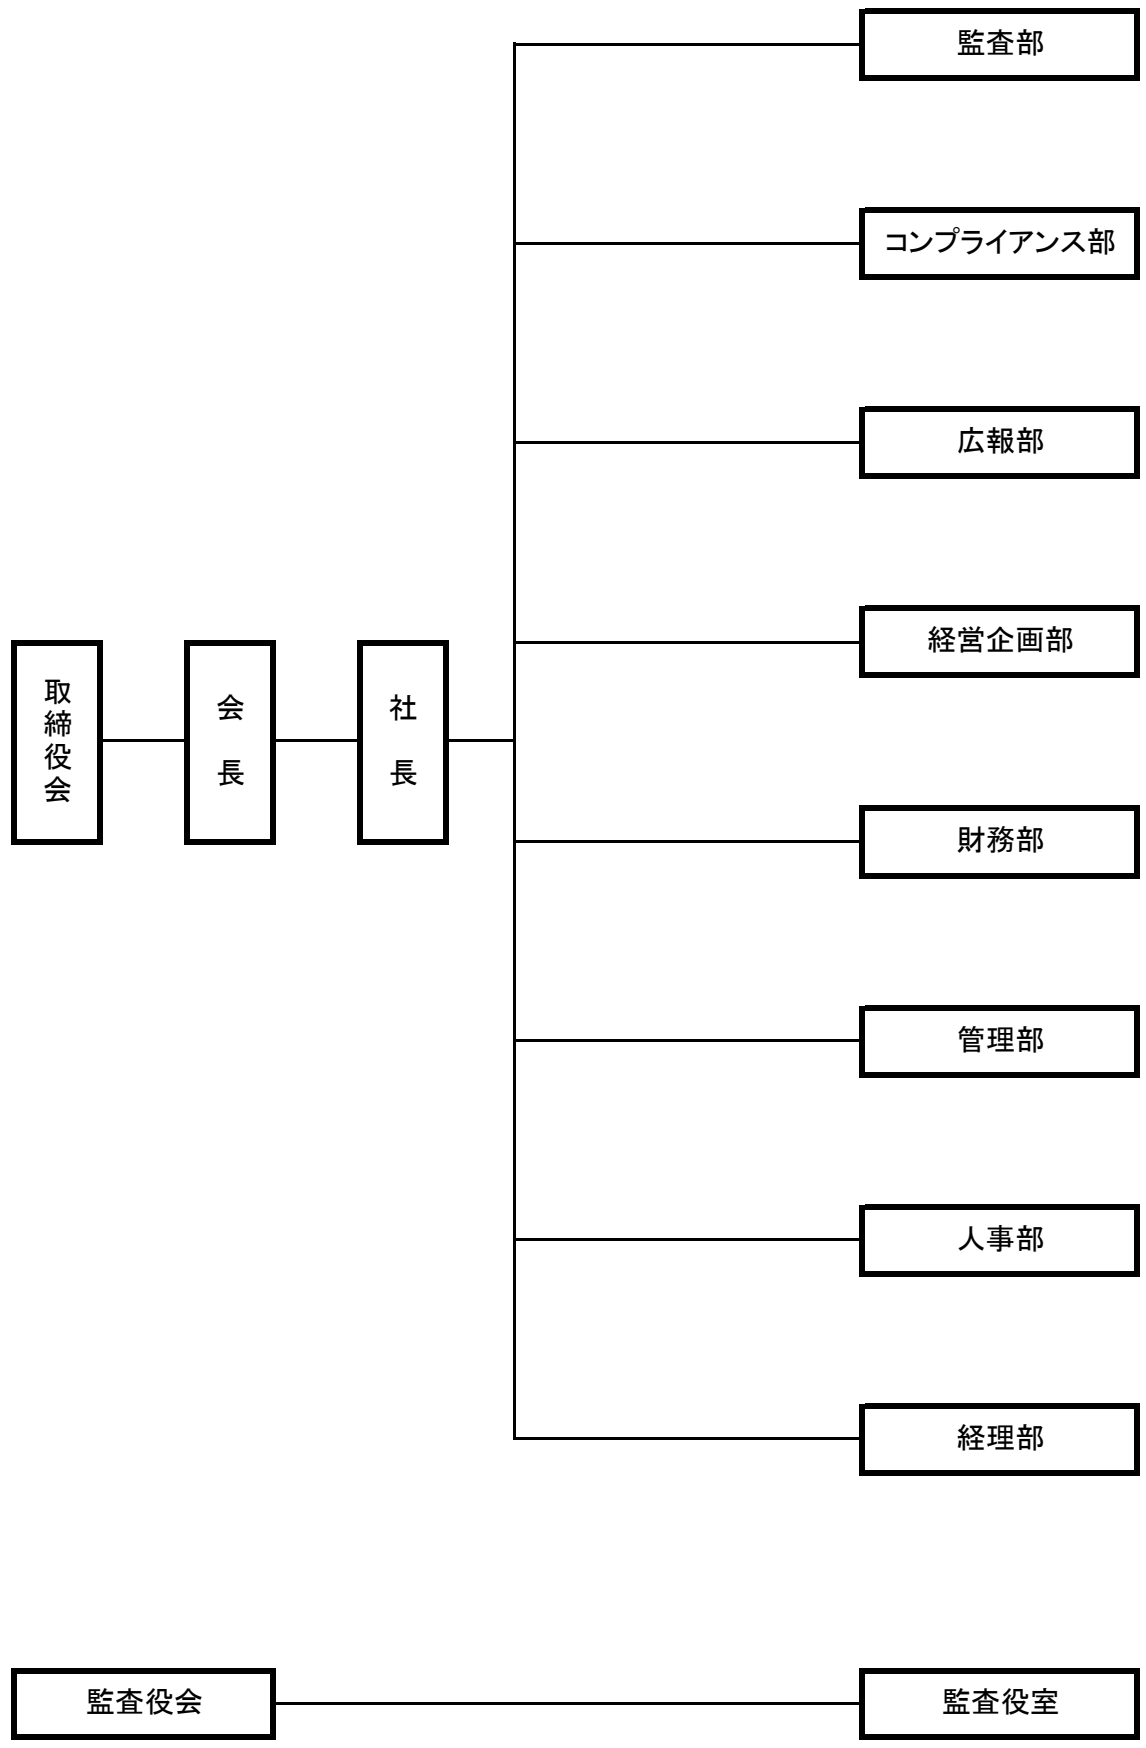 監査部
コンプライアンス部
広報部
経営企画部
取締役会
会長
社長
財務部
管理部
人事部
経理部
監査役会
監査役室